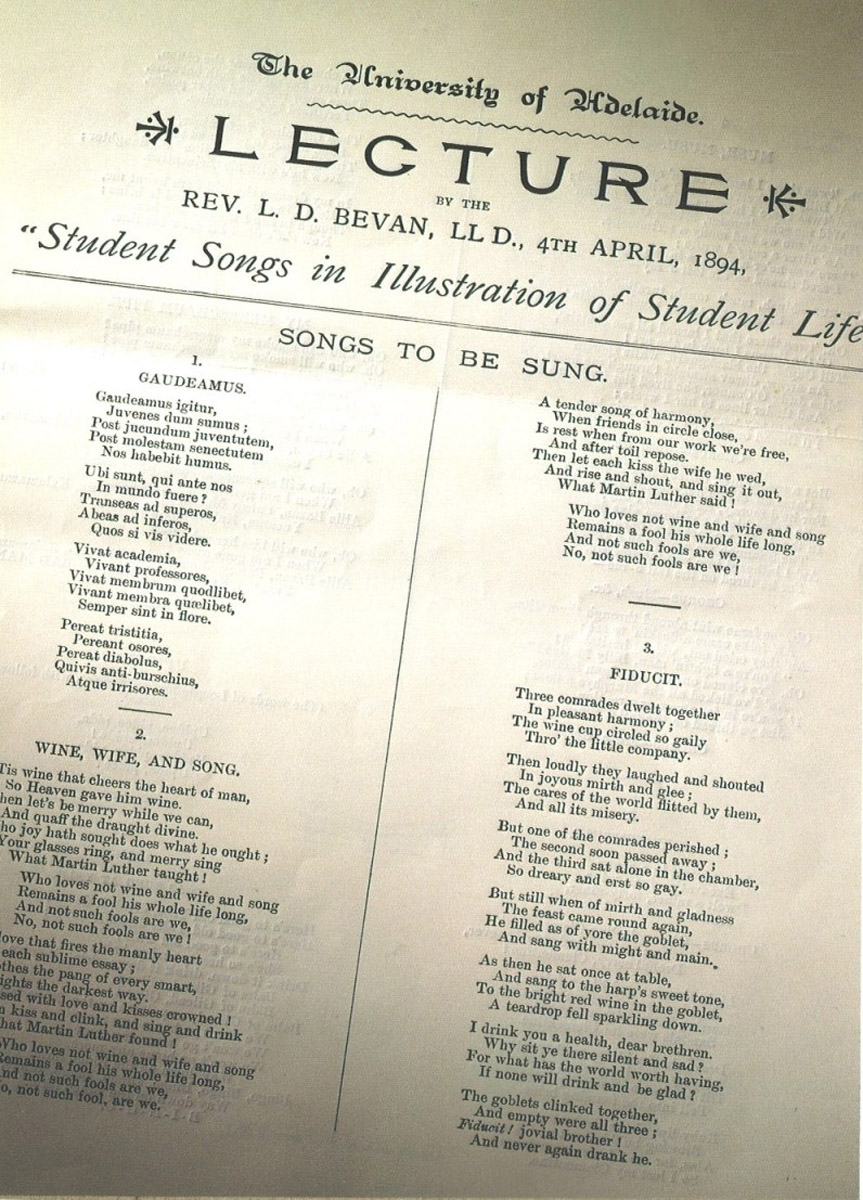 The University of Adelaide.
LECTURE
BY THE
REV. L. D. BEVAN, LL D., 4TH APRIL, 1894,
"Student Songs in Illustration of Student Life
SONGS TO BE SUNG.
1.
GAUDEAMUS.
Gaudeamus igitur,
Juvenes dum sumus ;
Post jucundum juventutem,
Post molestam senectutem
Nos habebit humus.
Ubi sunt, qui ante nos
In mundo fuere ?
Transeas ad superos,
Abeas ad inferos,
Quos si vis videre.
Vivat academia,
Vivant professores,
Vivat membrum quodlibet,
Vivant membra quælibet,
Semper sint in flore.
Pereat tristitia,
Pereant osores,
Pereat diabolus,
Quivis anti-burschius,
Atque irrisores.
2.
WINE, WIFE, AND SONG.
Tis wine that cheers the heart of man,
So Heaven gave him wine.
hen let's be merry while we can,
And quaff the draught divine.
ho joy hath sought does what he ought ;
Your glasses ring, and merry sing
What Martin Luther taught !
Who loves not wine and wife and song
Remains a fool his whole life long,
And not such fools are we,
No, not such fools are we !
ove that fires the manly heart
each sublime essay ;
othes the pang of every smart,
ights the darkest way.
sed with love and kisses crowned !
n kiss and clink, and sing and drink
hat Martin Luther found !
Who loves not wine and wife and song
Remains a fool his whole life long,
nd not such fools are we,
o, not such fool. are we.
A tender song of harmony,
When friends in circle close,
Is rest when from our work we're free,
And after toil repose.
Then let each kiss the wife he wed,
And rise and shout, and sing it out,
What Martin Luther said !
Who loves not wine and wife and song
Remains a fool his whole life long,
And not such fools are we,
No, not such fools are we !
3.
FIDUCIT.
Three comrades dwelt together
In pleasant harmony ;
The wine cup circled so gaily
Thro' the little company.
Then loudly they laughed and shouted
In joyous mirth and glee ;
The cares of the world flitted by them,
And all its misery.
But one of the comrades perished ;
The second soon passed away ;
And the third sat alone in the chamber,
So dreary and erst so gay.
But still when of mirth and gladness
The feast came round again,
He filled as of yore the goblet,
And sang with might and main.
As then he sat once at table,
And sang to the harp's sweet tone,
To the bright red wine in the goblet,
A teardrop fell sparkling down.
I drink you a health, dear brethren.
Why sit ye there silent and sad ?
For what has the world worth having,
If none will drink and be glad ?
The goblets clinked together,
And empty were all three ;
Fiducit ! jovial brother !
And never again drank he.